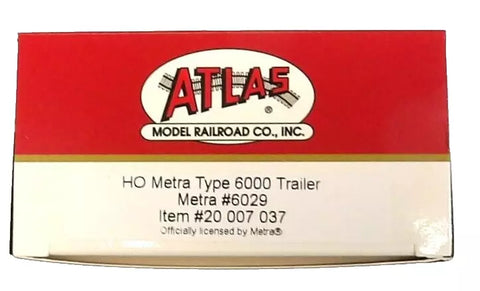 ATLAS®
MODEL RAILROAD CO., INC.
HO Metra Type 6000 Trailer
Metra #6029
Item #20 007 037
Officially licensed by Metra®